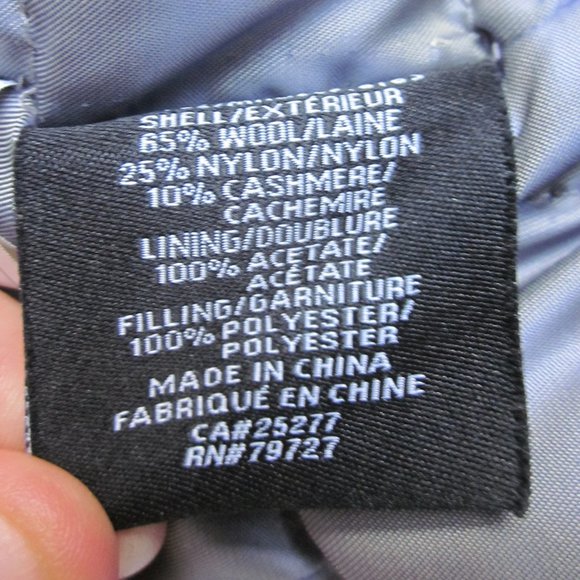 SHELL/EXTÉRIEUR
65% WOOL/LAINE
25% NYLON/NYLON
10% CASHMERE/
CACHEMIRE
LINING/DOUBLURE
100% ACETATE/
ACÉTATE
FILLING/GARNITURE
100% POLYESTER/
POLYESTER
MADE IN CHINA
FABRIQUÉ EN CHINE
CA#25277
RN#79727